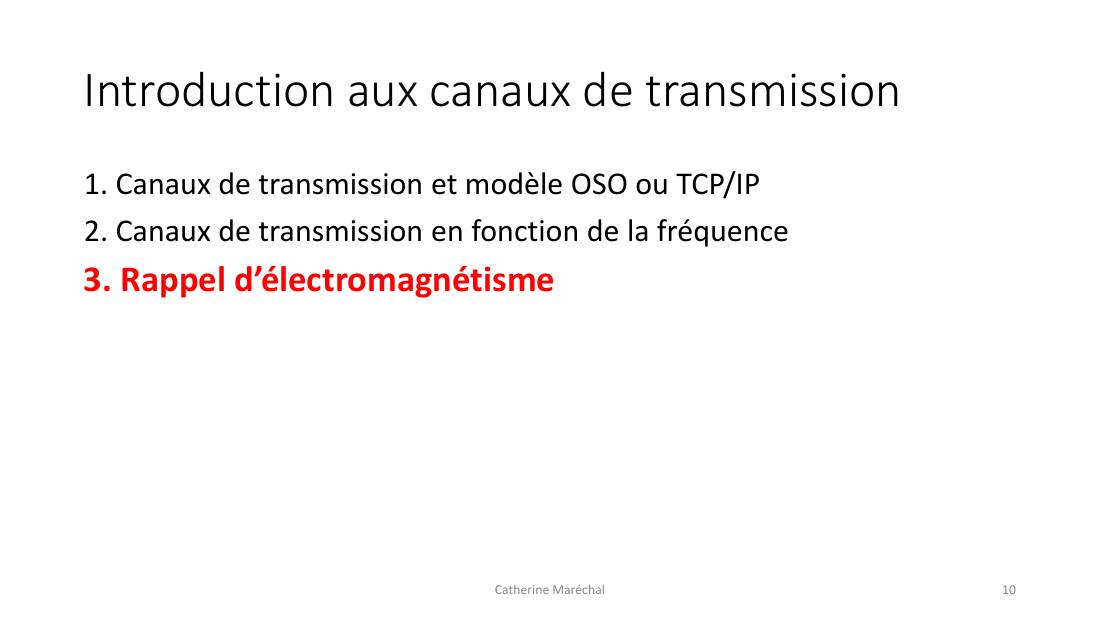 Introduction aux canaux de transmission
1. Canaux de transmission et modèle OSO ou TCP/IP
2. Canaux de transmission en fonction de la fréquence
3. Rappel d’électromagnétisme
Catherine Maréchal
10